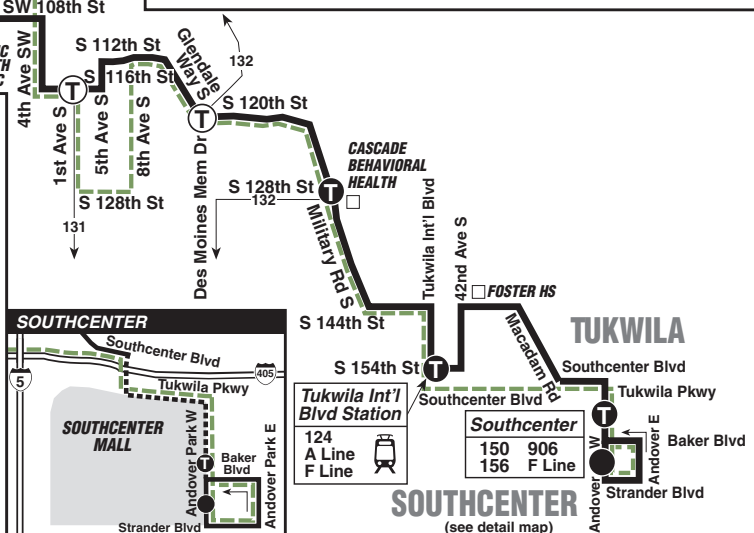 SW 108th St
S 112th St
Glendale
Way S
132
4th Ave SW
T
S 116th St
1st Ave S
5th Ave S
8th Ave S
T
S 120th St
Des Moines Mem Dr
CASCADE
BEHAVIORAL
HEALTH
S 128th St
132
T
S 128th St
131
Military Rd S
Tukwila Int'l Blvd
42nd Ave S
FOSTER HS
S 144th St
Macadam Rd
TUKWILA
S 154th St
T
Southcenter Blvd
Southcenter Blvd
Tukwila Pkwy
T
Tukwila Int'l
Blvd Station
124
A Line
F Line
Southcenter
150 906
156 F Line
Andover W
Andover E
Baker Blvd
Strander Blvd
SOUTHCENTER
(see detail map)
SOUTHCENTER
Southcenter Blvd
5
405
Tukwila Pkwy
SOUTHCENTER
MALL
Andover Park W
T
Baker
Blvd
Andover Park E
Strander Blvd